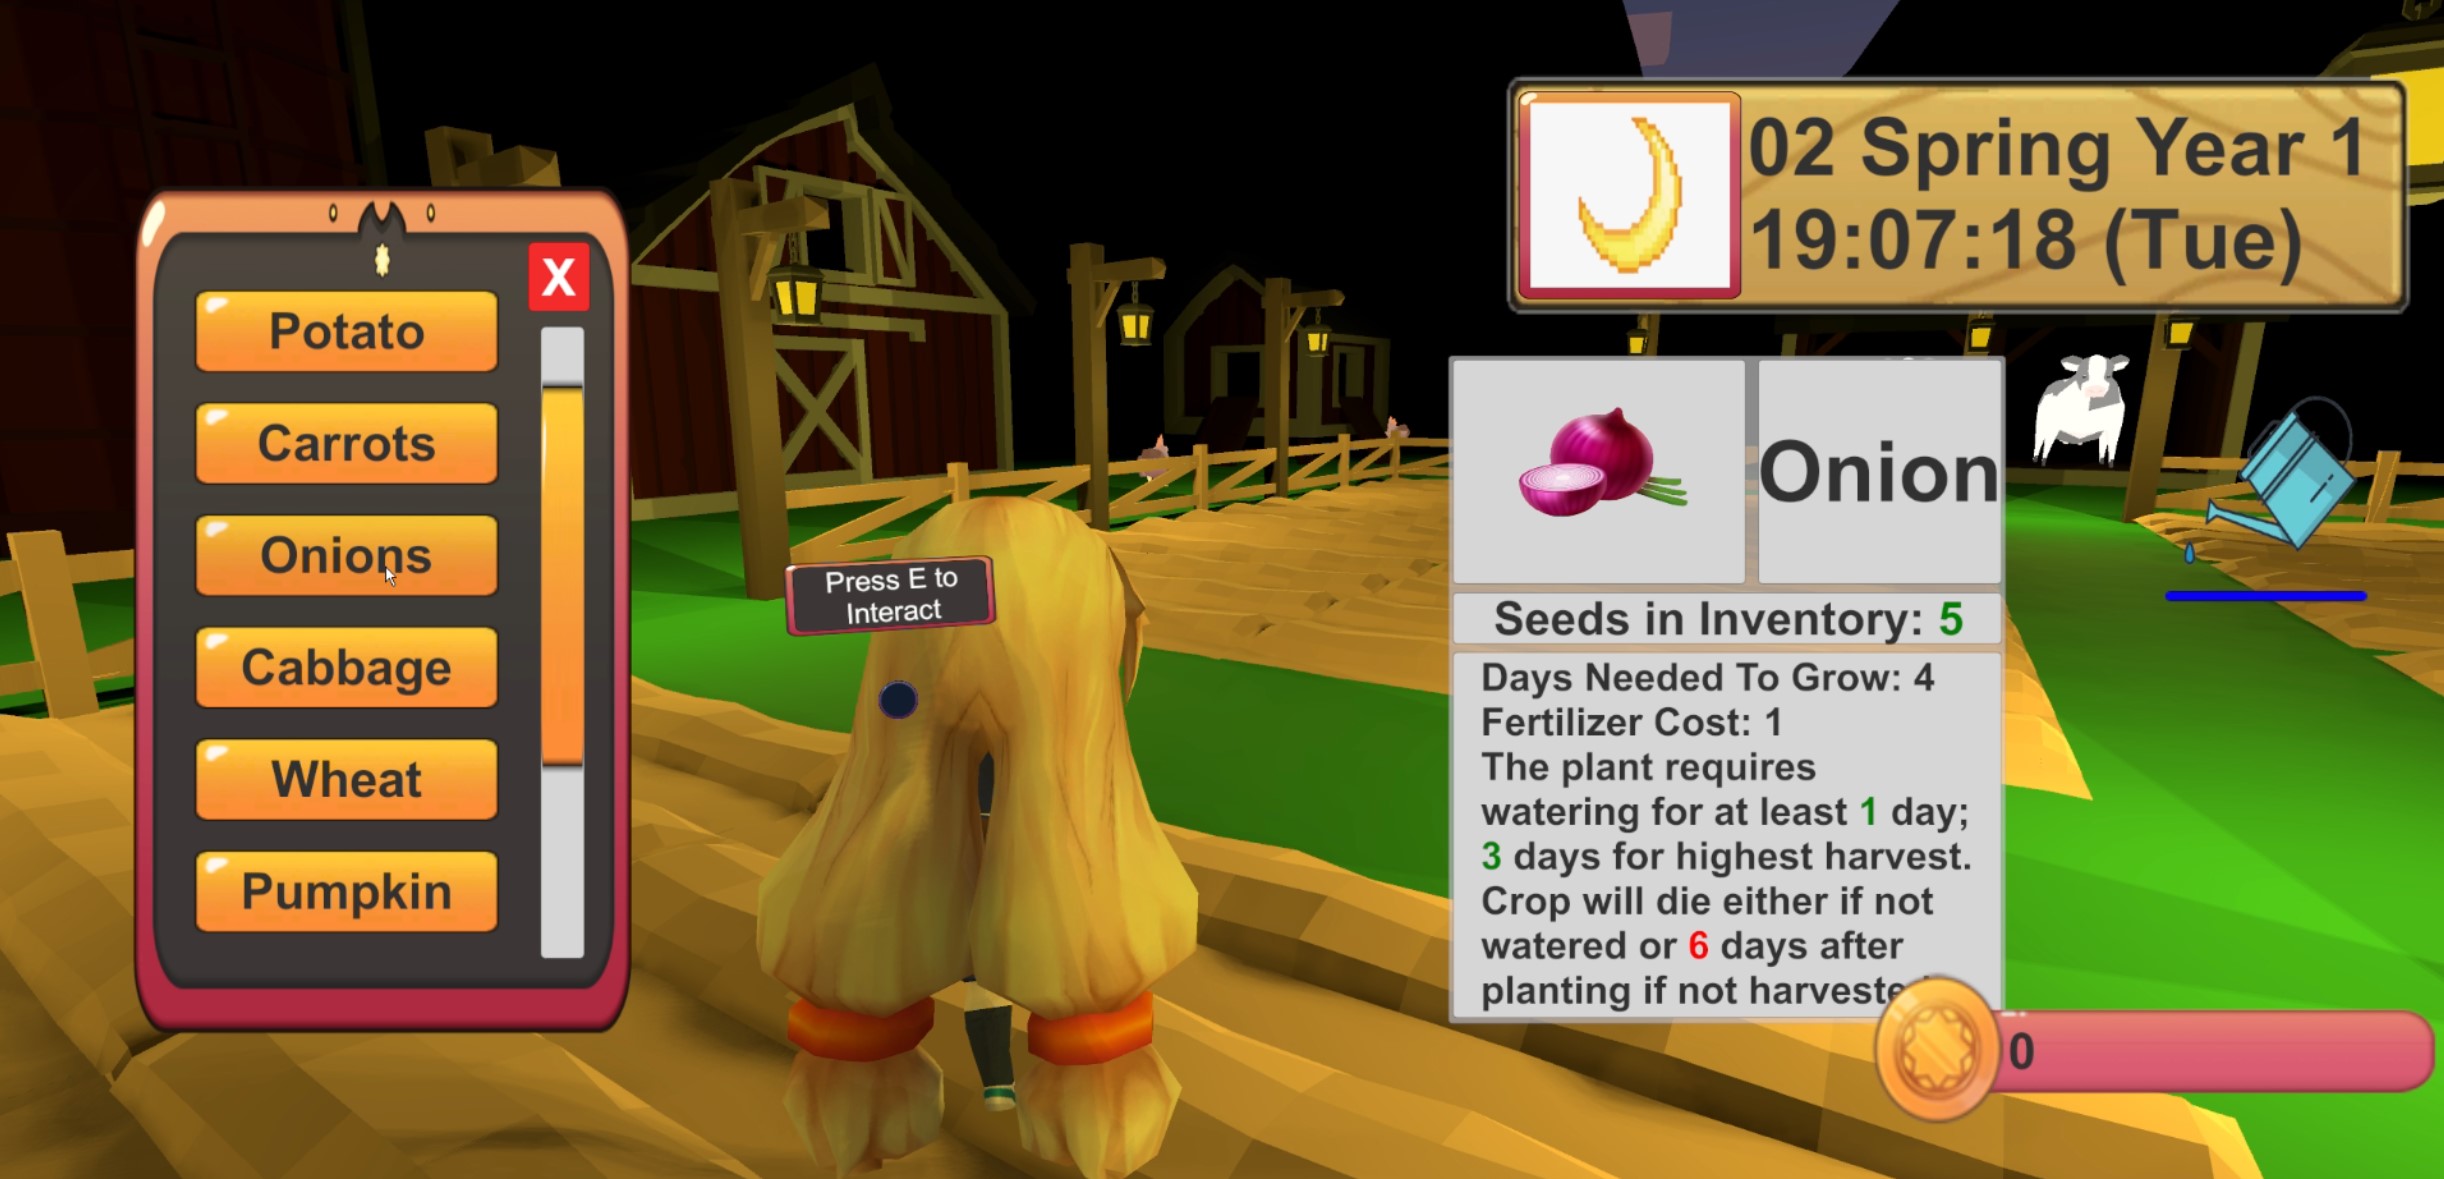 02 Spring Year 1
19:07:18 (Tue)
X
Potato
Carrots
Onions
Cabbage
Wheat
Pumpkin
Press E to
Interact
Onion
Seeds in Inventory: 5
Days Needed To Grow: 4
Fertilizer Cost: 1
The plant requires
watering for at least 1 day;
3 days for highest harvest.
Crop will die either if not
watered or 6 days after
planting if not harveste
0